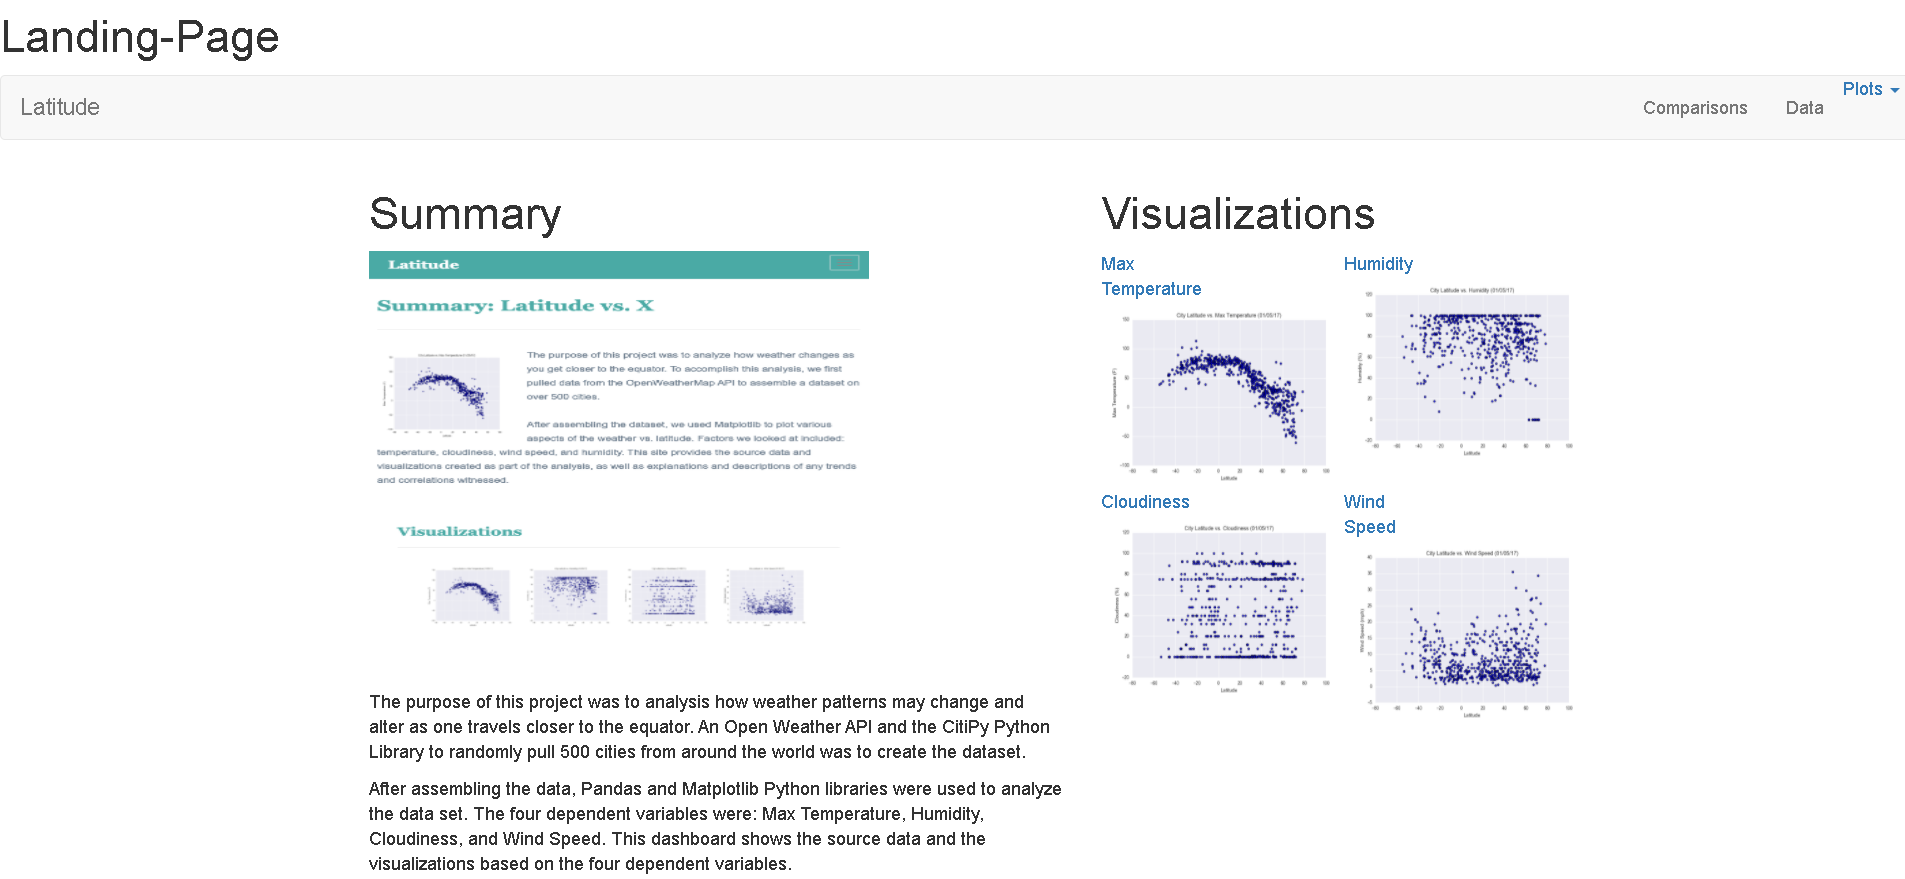 Landing-Page
Latitude
Comparisons
Data
Plots
Summary
Latitude
Summary: Latitude vs. X
The purpose of this project was to analyze how weather changes as
you get closer to the equator. To accomplish this analysis, we first
pulled data from the OpenWeatherMap API to assemble a dataset on
over 500 cities.
After assembling the dataset, we used Matplotlib to plot various
aspects of the weather vs. latitude. Factors we looked at included:
temperature, cloudiness, wind speed, and humidity. This site provides the source data and
visualizations created as part of the analysis, as well as explanations and descriptions of any trends
and correlations witnessed.
Visualizations
The purpose of this project was to analysis how weather patterns may change and
alter as one travels closer to the equator. An Open Weather API and the CitiPy Python
Library to randomly pull 500 cities from around the world was to create the dataset.
After assembling the data, Pandas and Matplotlib Python libraries were used to analyze
the data set. The four dependent variables were: Max Temperature, Humidity,
Cloudiness, and Wind Speed. This dashboard shows the source data and the
visualizations based on the four dependent variables.
Visualizations
Max
Temperature
City Latitude vs. Max Temperature (01/05/17)
Max Temperature (F)
Latitude
Humidity
City Latitude vs. Humidity (01/05/17)
Humidity (%)
Latitude
Cloudiness
City Latitude vs. Cloudiness (01/05/17)
Cloudiness (%)
Latitude
Wind
Speed
City Latitude vs. Wind Speed (01/05/17)
Wind Speed (mph)
Latitude